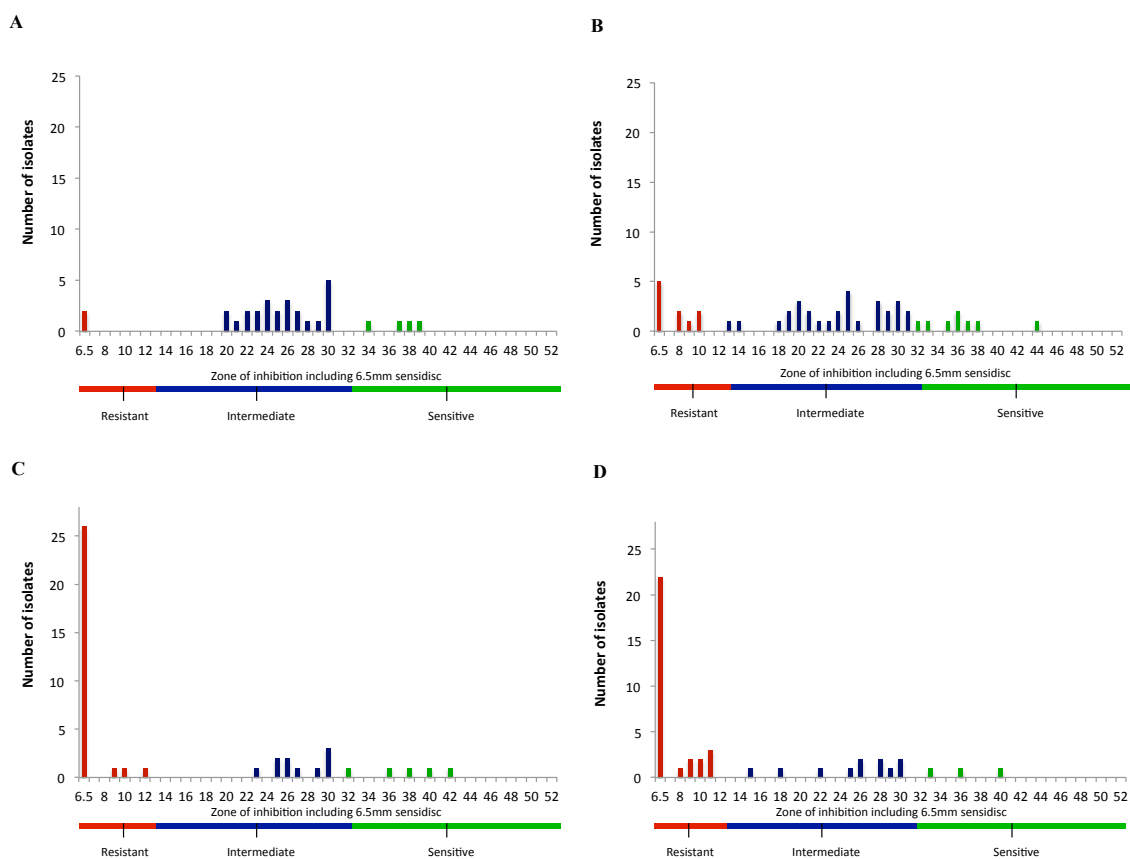 A
Number of isolates
25
20
15
10
5
0
6.5 8 10 12 14 16 18 20 22 24 26 28 30 32 34 36 38 40 42 44 46 48 50 52
Zone of inhibition including 6.5mm sensidisc
Resistant Intermediate Sensitive
B
Number of isolates
25
20
15
10
5
0
6.5 8 10 12 14 16 18 20 22 24 26 28 30 32 34 36 38 40 42 44 46 48 50 52
Zone of inhibition including 6.5mm sensidisc
Resistant Intermediate Sensitive
C
Number of isolates
25
20
15
10
5
0
6.5 8 10 12 14 16 18 20 22 24 26 28 30 32 34 36 38 40 42 44 46 48 50 52
Zone of inhibition including 6.5mm sensidisc
Resistant Intermediate Sensitive
D
Number of isolates
25
20
15
10
5
0
6.5 8 10 12 14 16 18 20 22 24 26 28 30 32 34 36 38 40 42 44 46 48 50 52
Zone of inhibition including 6.5mm sensidisc
Resistant Intermediate Sensitive